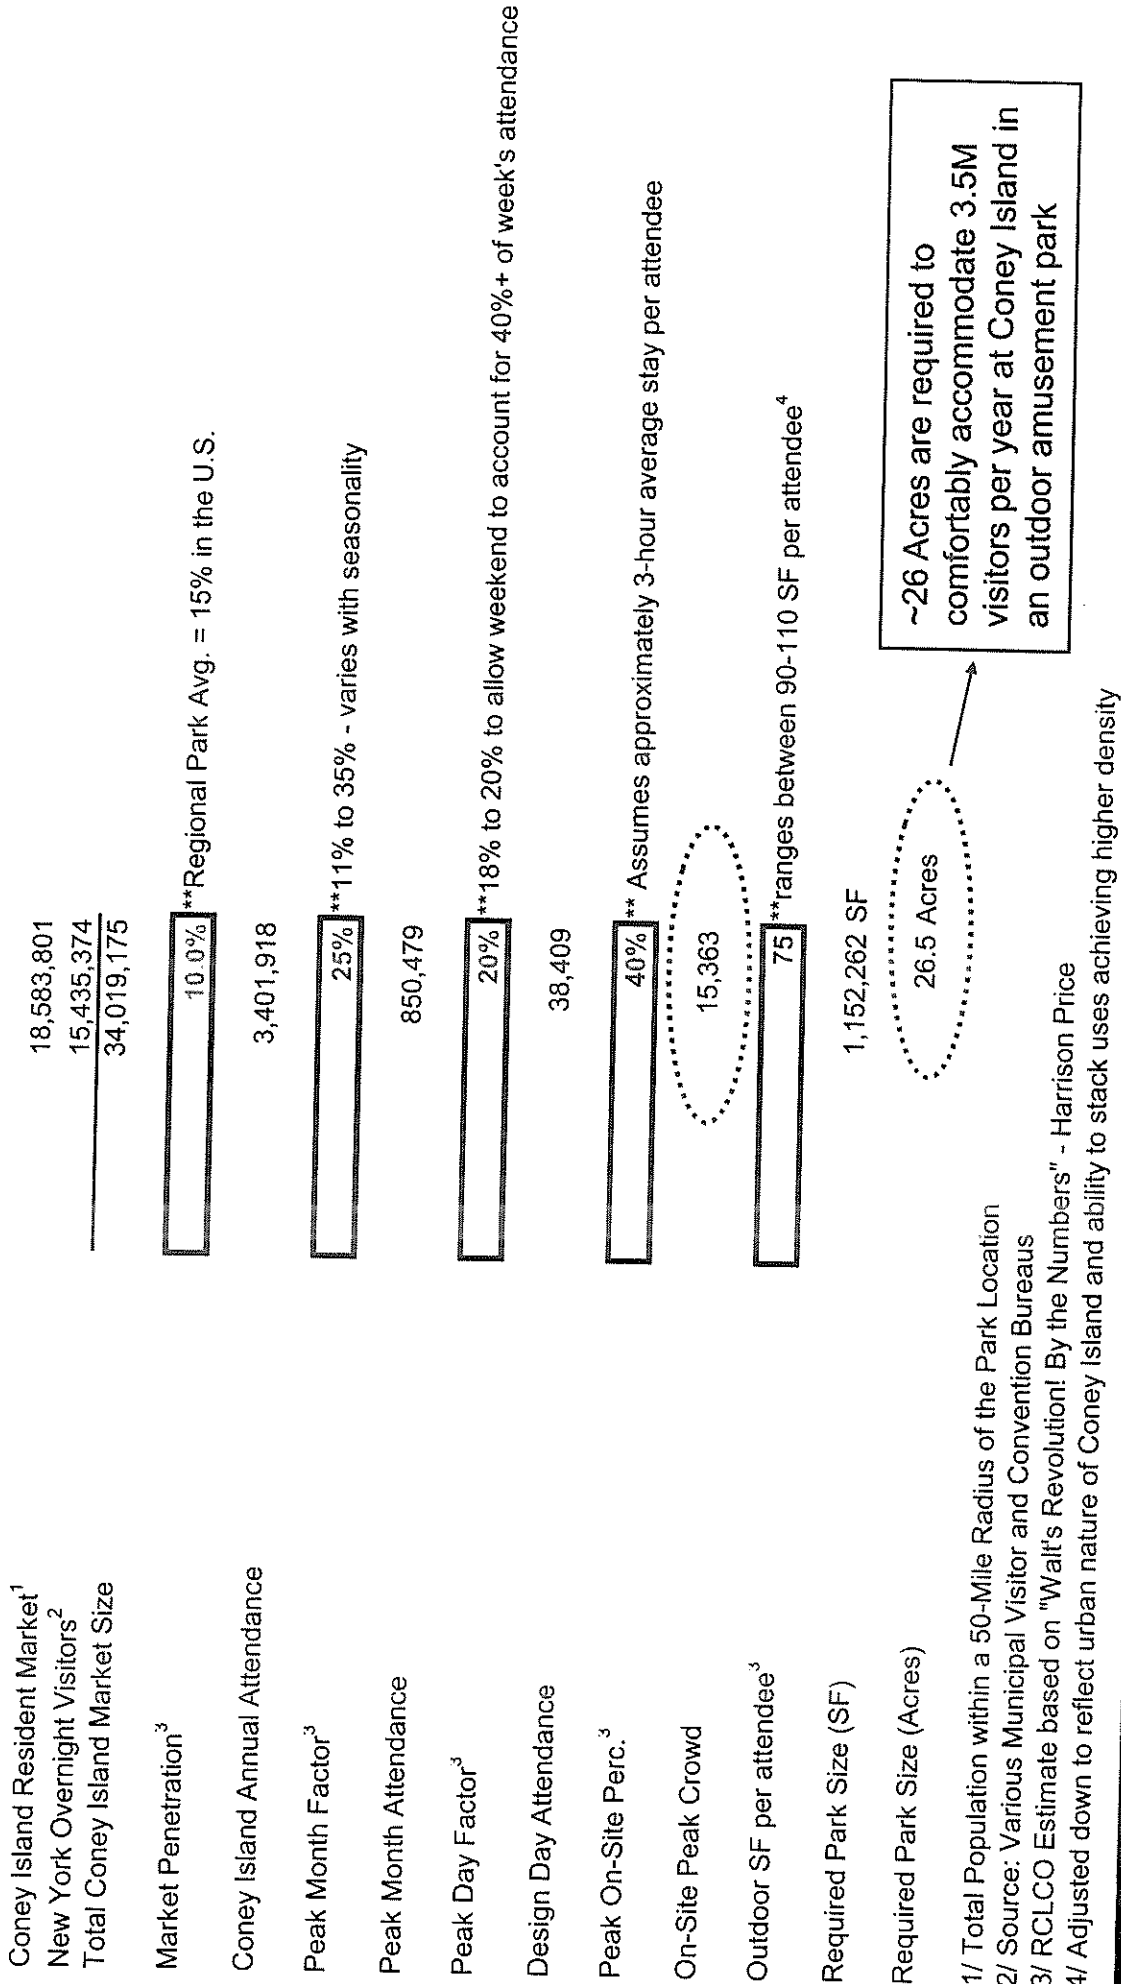 Coney Island Resident Market¹ 18,583,801
New York Overnight Visitors² 15,435,374
Total Coney Island Market Size 34,019,175
Market Penetration³ 10.0% **Regional Park Avg. = 15% in the U.S.
Coney Island Annual Attendance 3,401,918
Peak Month Factor³ 25% **11% to 35% - varies with seasonality
Peak Month Attendance 850,479
Peak Day Factor³ 20% **18% to 20% to allow weekend to account for 40%+ of week's attendance
Design Day Attendance 38,409
Peak On-Site Perc.³ 40% ** Assumes approximately 3-hour average stay per attendee
On-Site Peak Crowd 15,363
Outdoor SF per attendee³ 75 **ranges between 90-110 SF per attendee⁴
Required Park Size (SF) 1,152,262 SF
Required Park Size (Acres) 26.5 Acres
~26 Acres are required to
comfortably accommodate 3.5M
visitors per year at Coney Island in
an outdoor amusement park
1/ Total Population within a 50-Mile Radius of the Park Location
2/ Source: Various Municipal Visitor and Convention Bureaus
3/ RCLCO Estimate based on "Walt's Revolution! By the Numbers" - Harrison Price
4/ Adjusted down to reflect urban nature of Coney Island and ability to stack uses achieving higher density